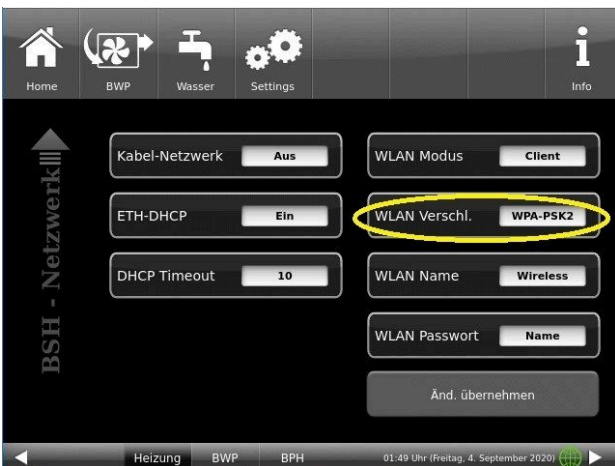 Home
BWP
Wasser
Settings
Info
BSH - Netzwerk
Kabel-Netzwerk Aus
ETH-DHCP Ein
DHCP Timeout 10
WLAN Modus Client
WLAN Verschl. WPA-PSK2
WLAN Name Wireless
WLAN Passwort Name
Änd. übernehmen
Heizung BWP BPH
01:49 Uhr (Freitag, 4. September 2020)